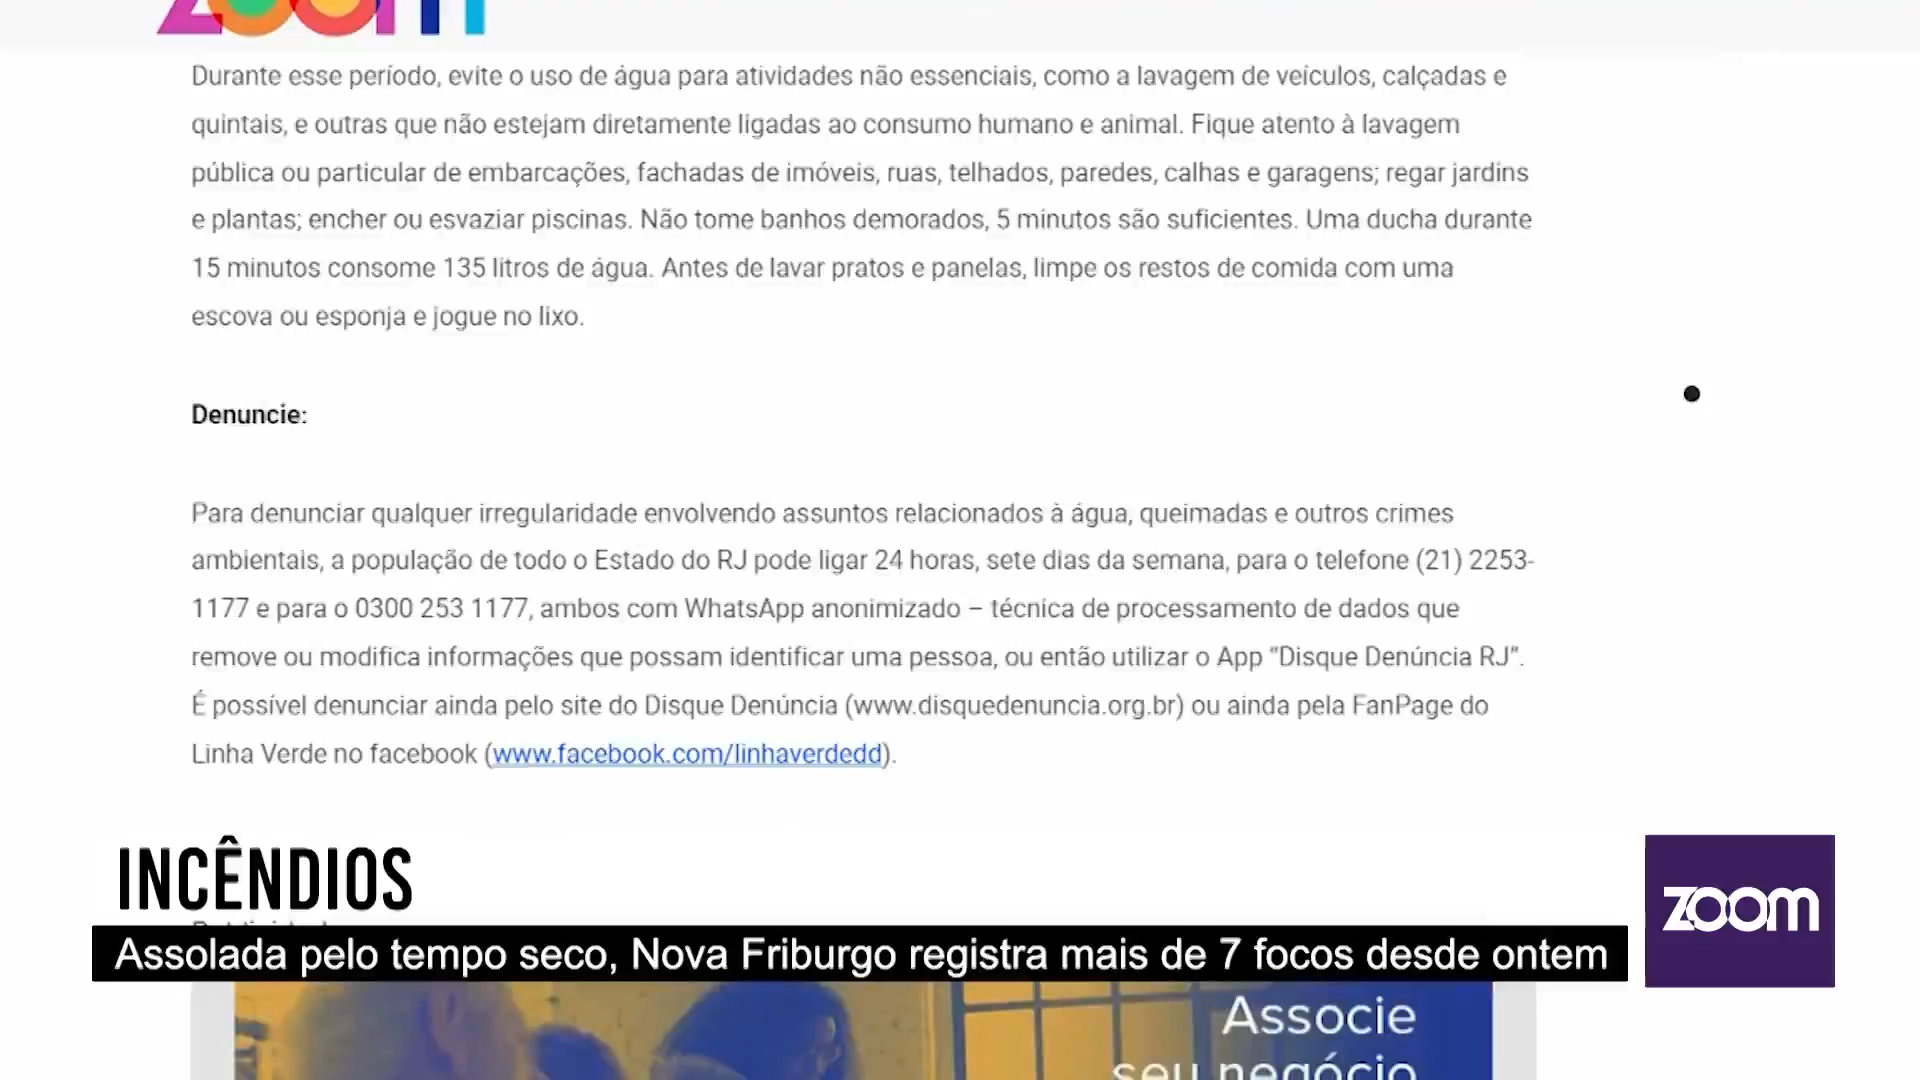 zoom
Durante esse período, evite o uso de água para atividades não essenciais, como a lavagem de veículos, calçadas e
quintais, e outras que não estejam diretamente ligadas ao consumo humano e animal. Fique atento à lavagem
pública ou particular de embarcações, fachadas de imóveis, ruas, telhados, paredes, calhas e garagens; regar jardins
e plantas; encher ou esvaziar piscinas. Não tome banhos demorados, 5 minutos são suficientes. Uma ducha durante
15 minutos consome 135 litros de água. Antes de lavar pratos e panelas, limpe os restos de comida com uma
escova ou esponja e jogue no lixo.
Denuncie:
Para denunciar qualquer irregularidade envolvendo assuntos relacionados à água, queimadas e outros crimes
ambientais, a população de todo o Estado do RJ pode ligar 24 horas, sete dias da semana, para o telefone (21) 2253-
1177 e para o 0300 253 1177, ambos com WhatsApp anonimizado – técnica de processamento de dados que
remove ou modifica informações que possam identificar uma pessoa, ou então utilizar o App “Disque Denúncia RJ”.
É possível denunciar ainda pelo site do Disque Denúncia (www.disquedenuncia.org.br) ou ainda pela FanPage do
Linha Verde no facebook (www.facebook.com/linhaverdedd).
INCÊNDIOS
Assolada pelo tempo seco, Nova Friburgo registra mais de 7 focos desde ontem
zoom
Associe
seu negócio